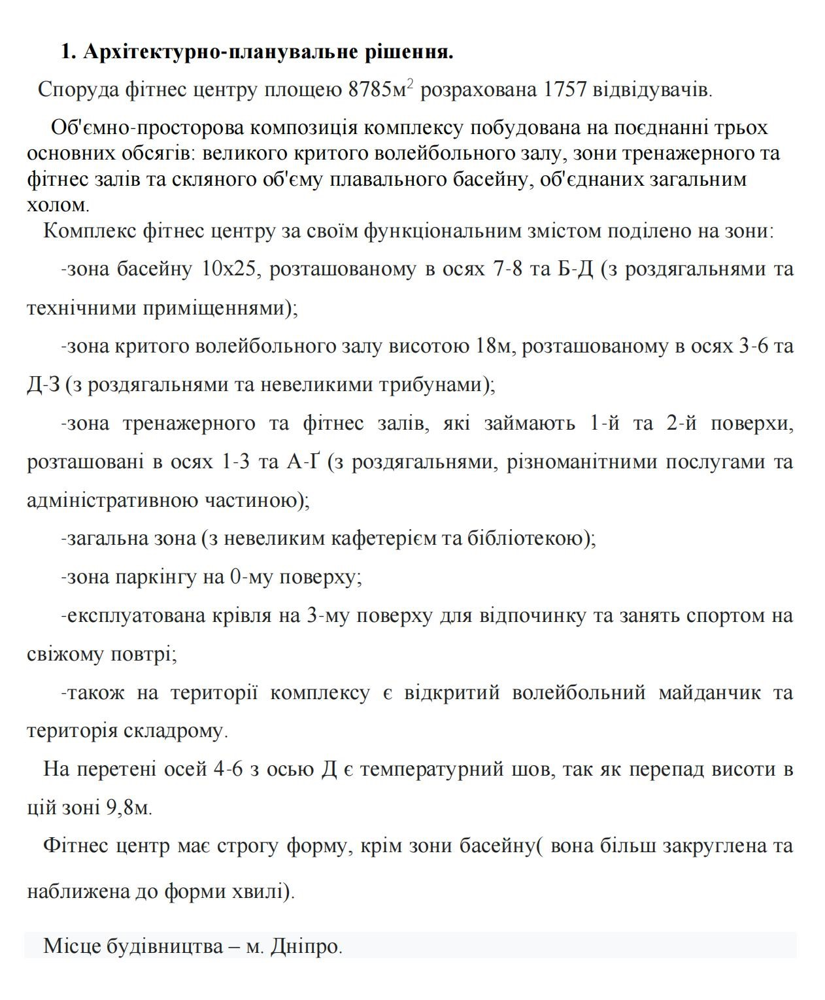 1. Архітектурно-планувальне рішення.
Споруда фітнес центру площею 8785м² розрахована 1757 відвідувачів.
Об'ємно-просторова композиція комплексу побудована на поєднанні трьох
основних обсягів: великого критого волейбольного залу, зони тренажерного та
фітнес залів та скляного об'єму плавального басейну, об'єднаних загальним
холом.
Комплекс фітнес центру за своїм функціональним змістом поділено на зони:
-зона басейну 10х25, розташованому в осях 7-8 та Б-Д (з роздягальнями та
технічними приміщеннями);
-зона критого волейбольного залу висотою 18м, розташованому в осях 3-6 та
Д-З (з роздягальнями та невеликими трибунами);
-зона тренажерного та фітнес залів, які займають 1-й та 2-й поверхи,
розташовані в осях 1-3 та А-Ґ (з роздягальнями, різноманітними послугами та
адміністративною частиною);
-загальна зона (з невеликим кафетерієм та бібліотекою);
-зона паркінгу на 0-му поверху;
-експлуатована крівля на 3-му поверху для відпочинку та занять спортом на
свіжому повтрі;
-також на території комплексу є відкритий волейбольний майданчик та
територія складрому.
На перетені осей 4-6 з осью Д є температурний шов, так як перепад висоти в
цій зоні 9,8м.
Фітнес центр має строгу форму, крім зони басейну( вона більш закруглена та
наближена до форми хвилі).
Місце будівництва – м. Дніпро.